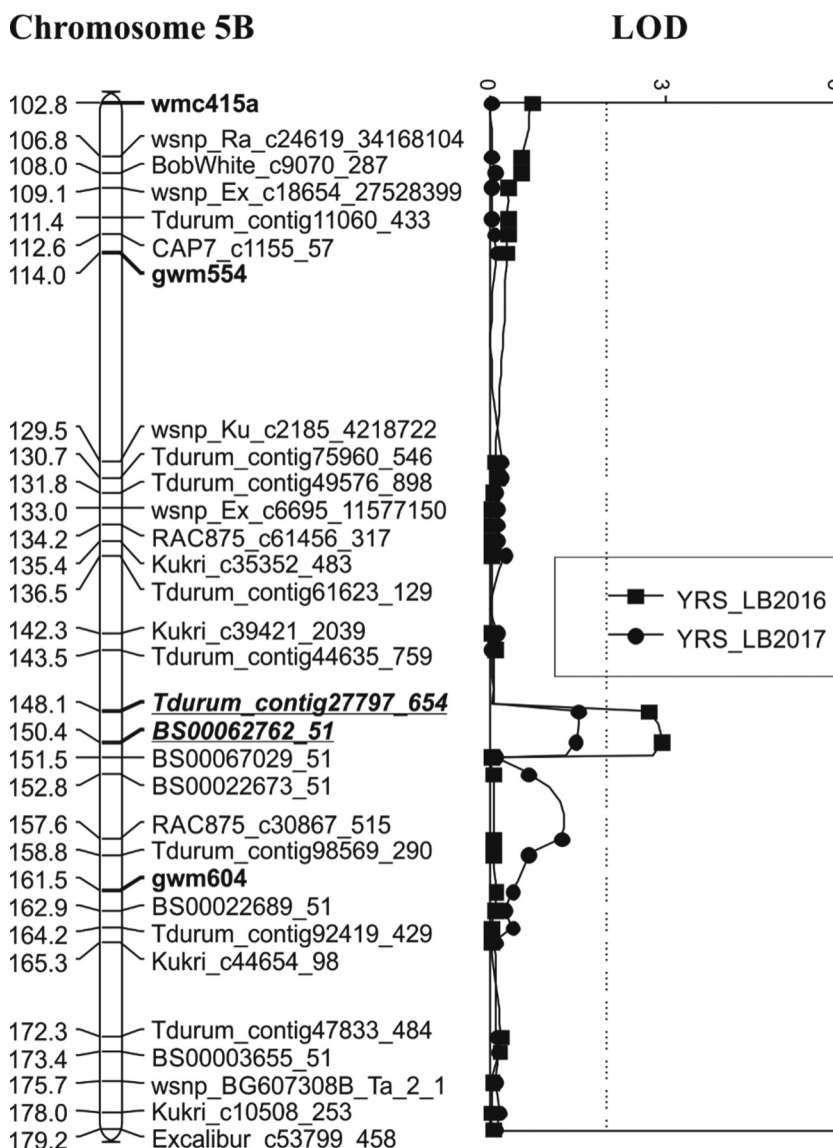 Chromosome 5B LOD
0 3 6
102.8 wmc415a
106.8 wsnp_Ra_c24619_34168104
108.0 BobWhite_c9070_287
109.1 wsnp_Ex_c18654_27528399
111.4 Tdurum_contig11060_433
112.6 CAP7_c1155_57
114.0 gwm554
129.5 wsnp_Ku_c2185_4218722
130.7 Tdurum_contig75960_546
131.8 Tdurum_contig49576_898
133.0 wsnp_Ex_c6695_11577150
134.2 RAC875_c61456_317
135.4 Kukri_c35352_483
136.5 Tdurum_contig61623_129
YRS_LB2016
YRS_LB2017
142.3 Kukri_c39421_2039
143.5 Tdurum_contig44635_759
148.1 Tdurum_contig27797_654
150.4 BS00062762_51
151.5 BS00067029_51
152.8 BS00022673_51
157.6 RAC875_c30867_515
158.8 Tdurum_contig98569_290
161.5 gwm604
162.9 BS00022689_51
164.2 Tdurum_contig92419_429
165.3 Kukri_c44654_98
172.3 Tdurum_contig47833_484
173.4 BS00003655_51
175.7 wsnp_BG607308B_Ta_2_1
178.0 Kukri_c10508_253
179.2 Excalibur_c53799_458